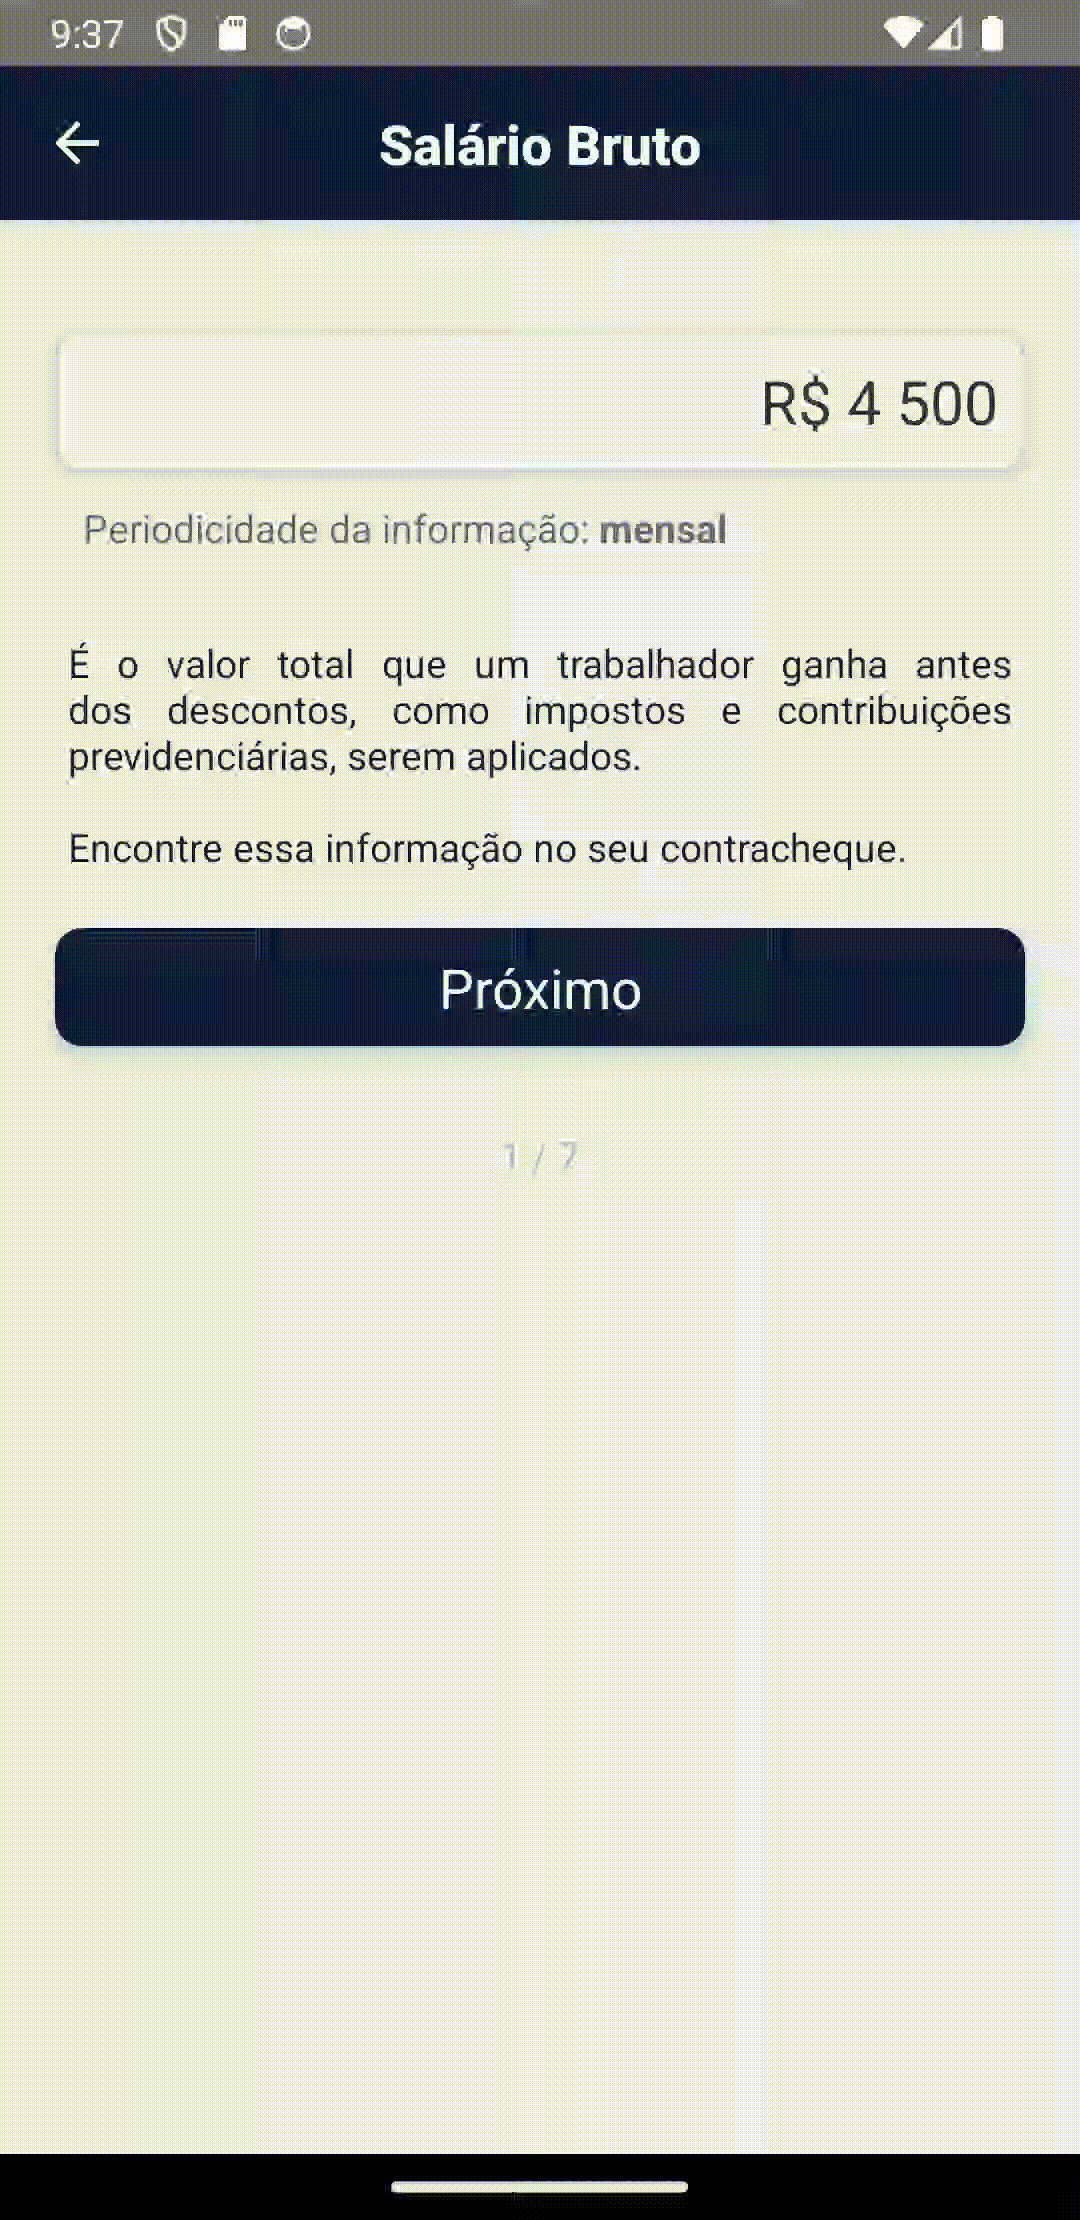 9:37
Salário Bruto
R$ 4 500
Periodicidade da informação: mensal
É o valor total que um trabalhador ganha antes
dos descontos, como impostos e contribuições
previdenciárias, serem aplicados.
Encontre essa informação no seu contracheque.
Próximo
1 / 7